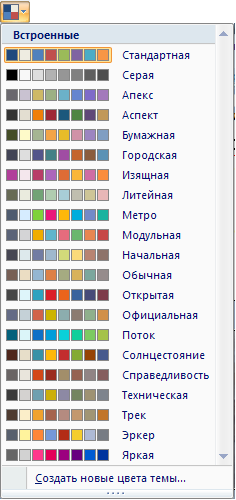 Встроенные
Стандартная
Серая
Апекс
Аспект
Бумажная
Городская
Изящная
Литейная
Метро
Модульная
Начальная
Обычная
Открытая
Официальная
Поток
Солнцестояние
Справедливость
Техническая
Трек
Эркер
Яркая
Создать новые цвета темы...